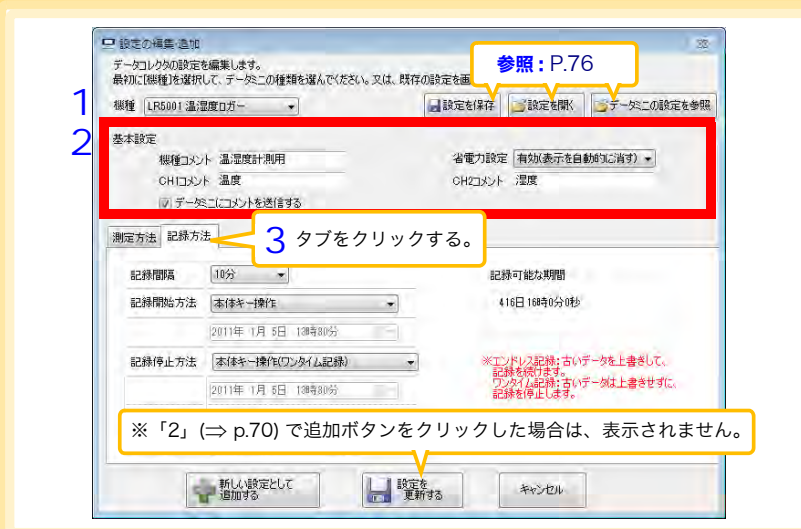 設定の編集・追加
データコレクタの設定を編集します。
最初に[機種]を選択して、データミニの種類を選んでください。又は、既存の設定を画
参照：P.76
1
機種 LR5001 温湿度ロガー
設定を保存 設定を開く データミニの設定を参照
2
基本設定
機種コメント 温湿度計測用 省電力設定 有効(表示を自動的に消す)
CH1コメント 温度 CH2コメント 湿度
データミニにコメントを送信する
測定方法 記録方法
3 タブをクリックする。
記録間隔 10分 記録可能な期間
記録開始方法 本体キー操作 416日 16時0分0秒
2011年 1月 5日 13時30分
記録停止方法 本体キー操作(ワンタイム記録)
2011年 1月 5日 13時30分
※エンドレス記録：古いデータを上書きして、
記録を続けます。
ワンタイム記録：古いデータは上書きせずに、
記録を停止します。
※「2」(⇒ p.70) で追加ボタンをクリックした場合は、表示されません。
新しい設定として
追加する
設定を
更新する
キャンセル